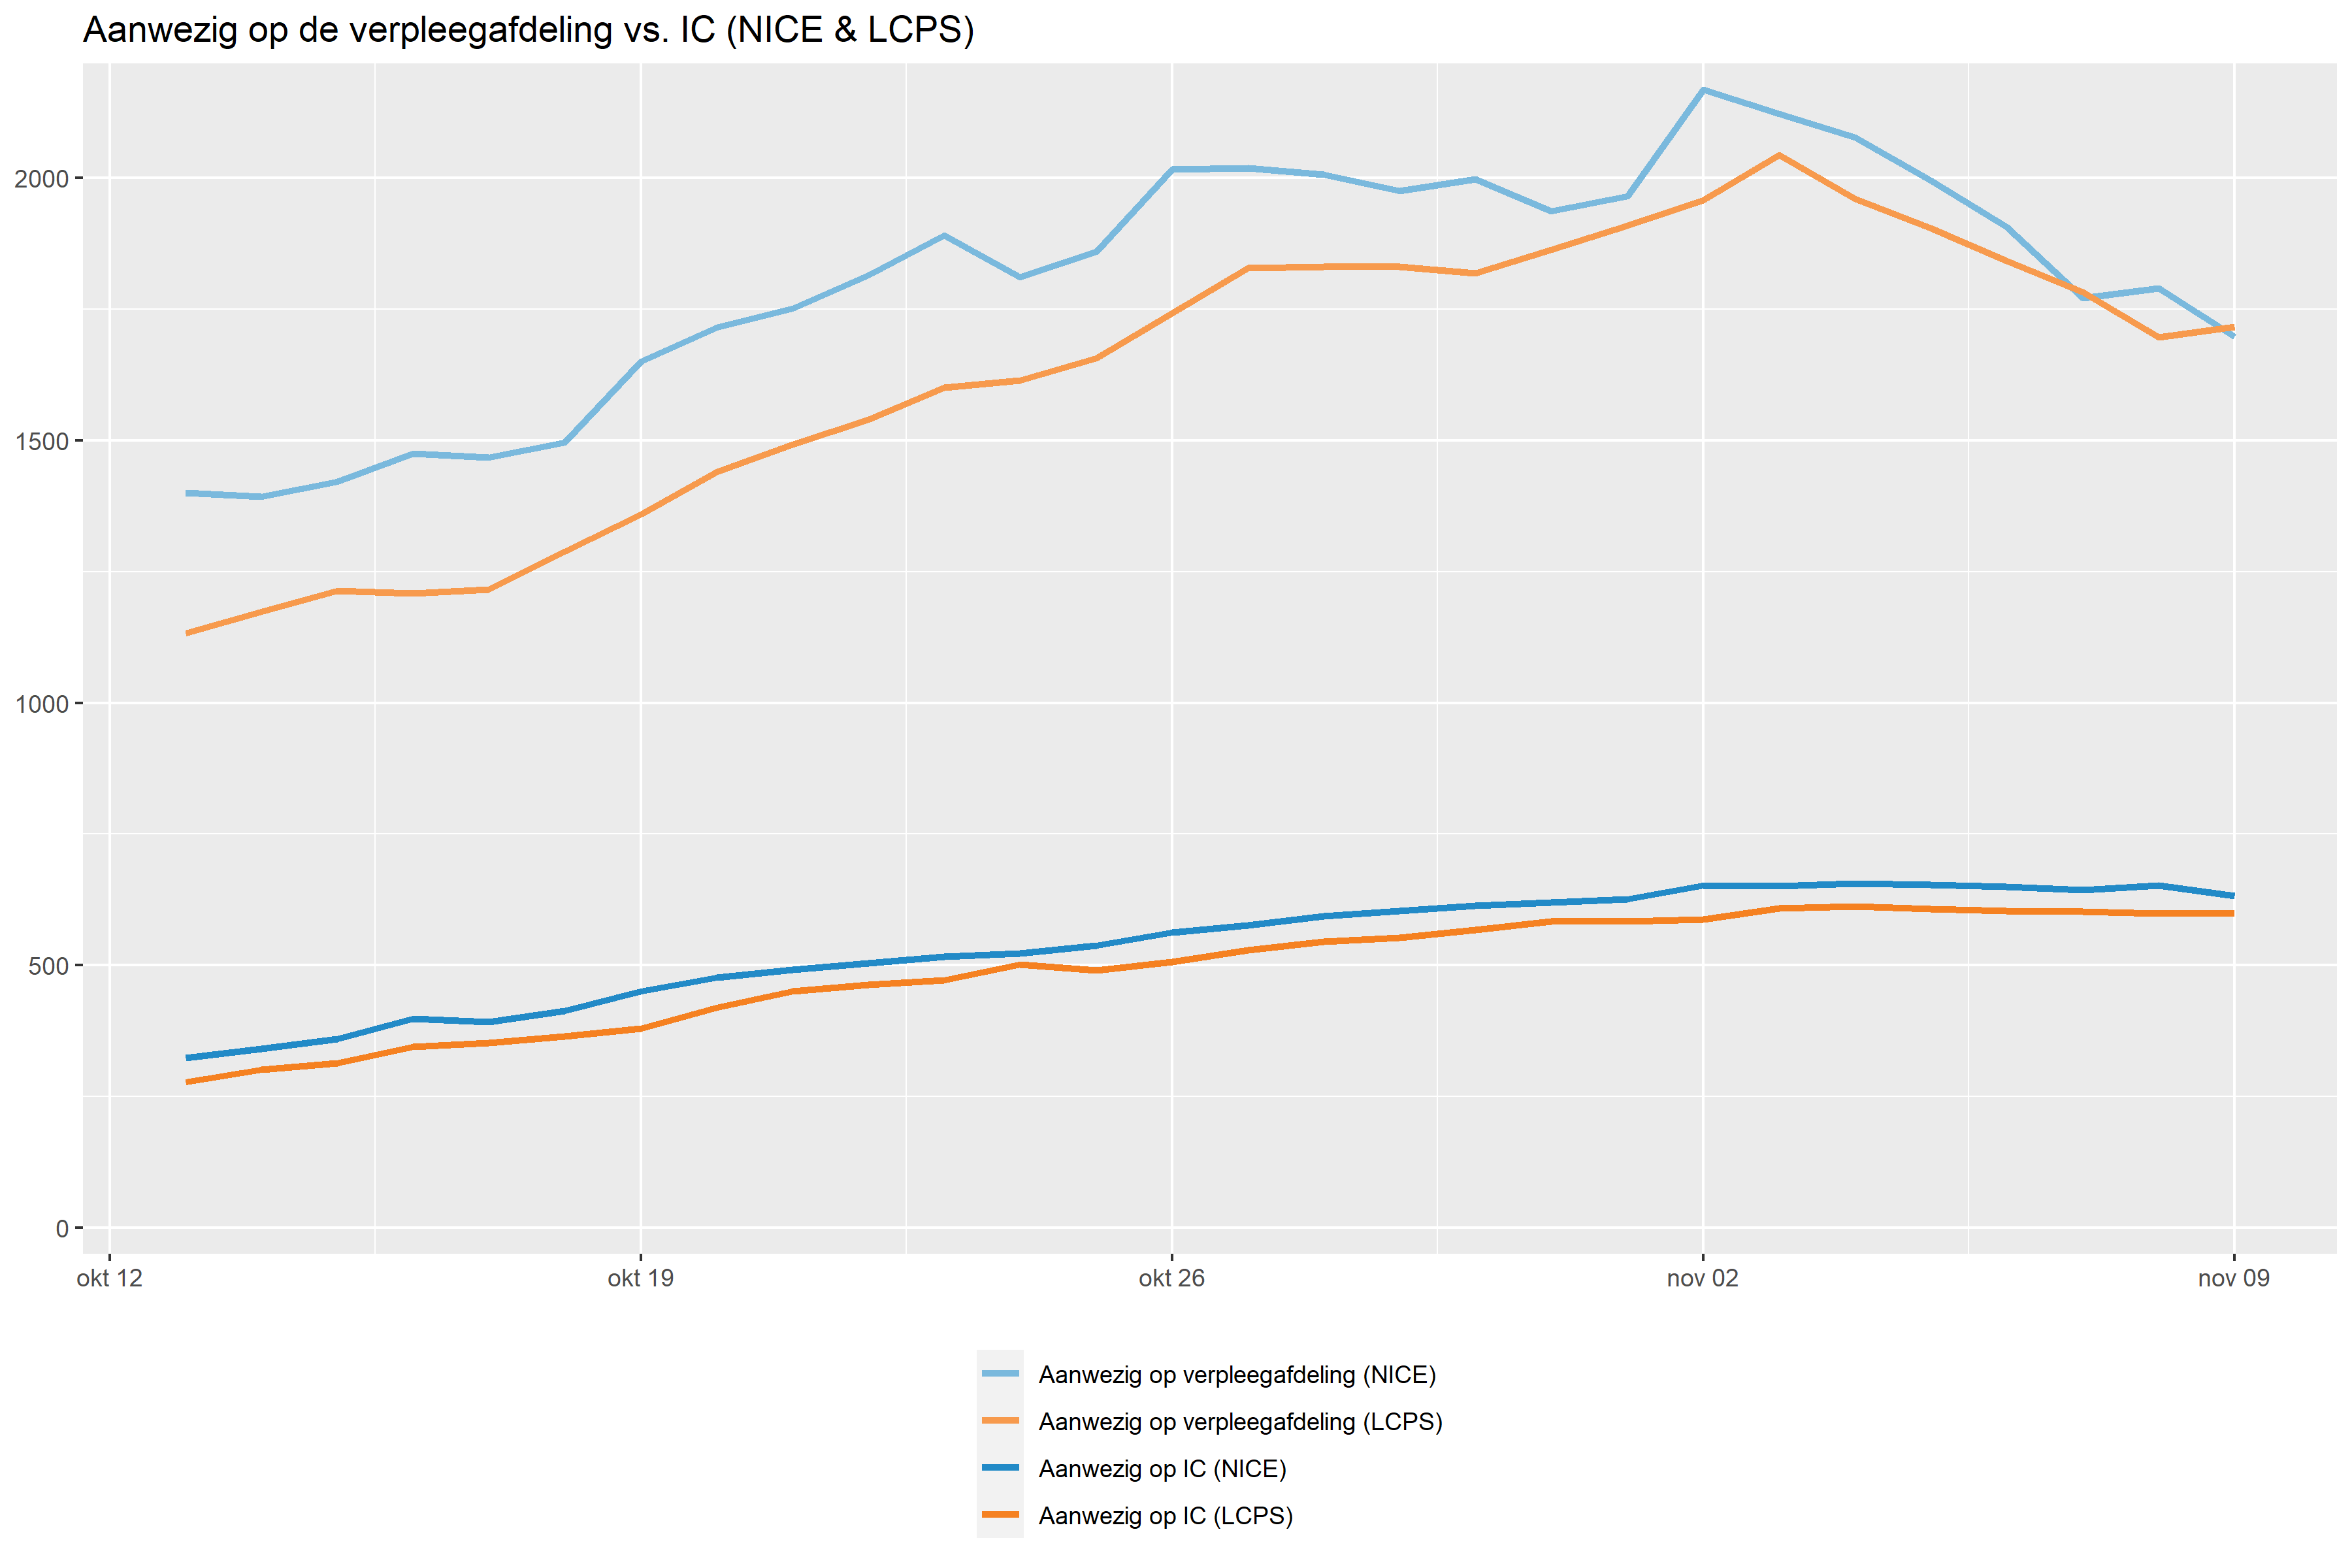 Aanwezig op de verpleegafdeling vs. IC (NICE & LCPS)
2000
1500
1000
500
0
okt 12 okt 19 okt 26 nov 02 nov 09
Aanwezig op verpleegafdeling (NICE)
Aanwezig op verpleegafdeling (LCPS)
Aanwezig op IC (NICE)
Aanwezig op IC (LCPS)